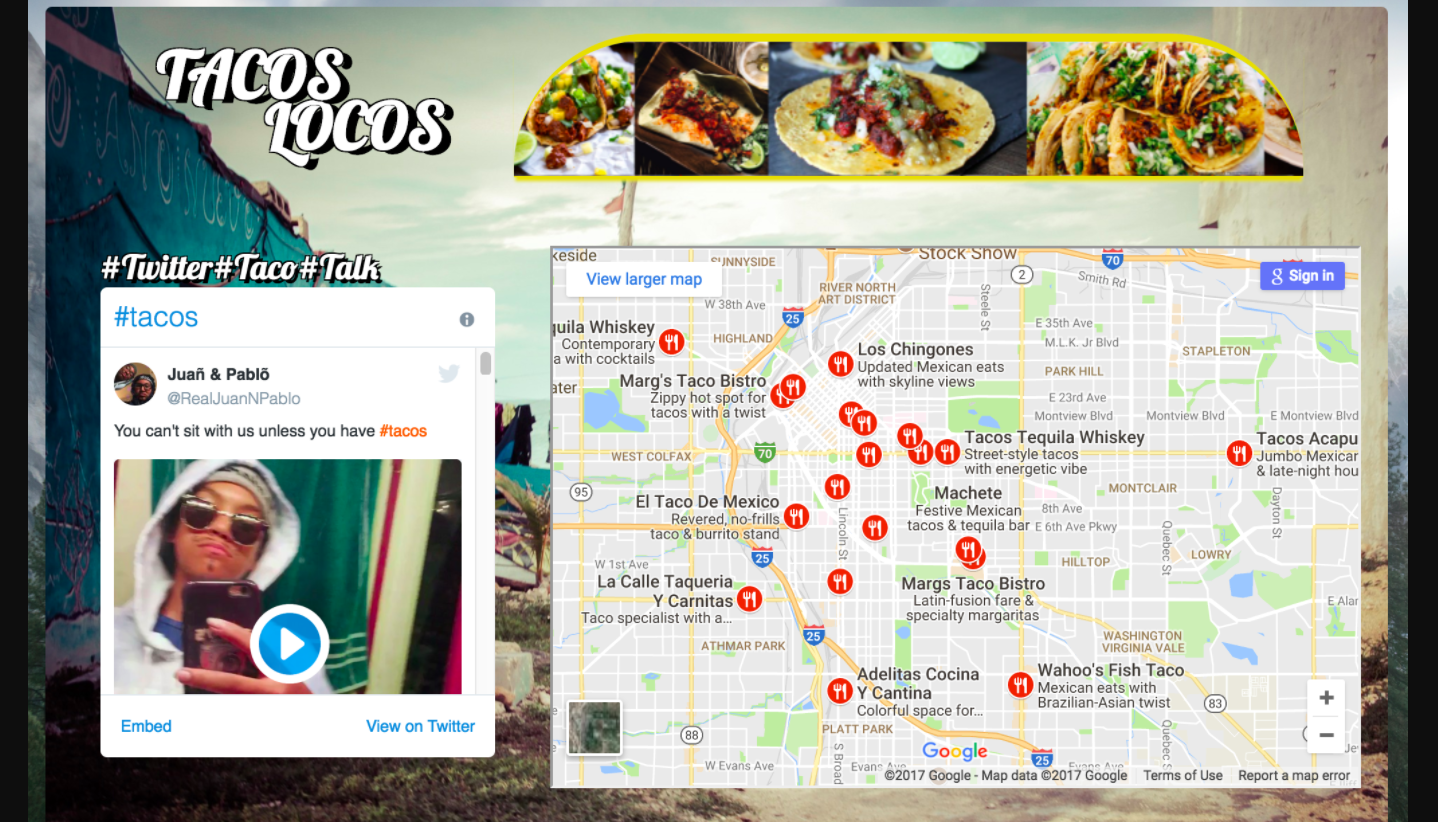 TACOS
LOCOS
#Twitter#Taco#Talk
#tacos
Juañ & Pablõ
@RealJuanNPablo
You can't sit with us unless you have #tacos
Embed
View on Twitter
View larger map
Sign in
keside
SUNNYSIDE
Stock Show
70
2
Smith Rd
W 38th Ave
RIVER NORTH
ART DISTRICT
Steele St
25
E 35th Ave
M.L.K. Jr Blvd
STAPLETON
quila Whiskey
Contemporary
a with cocktails
HIGHLAND
Los Chingones
Updated Mexican eats
with skyline views
PARK HILL
ater
Marg's Taco Bistro
Zippy hot spot for
tacos with a twist
E 23rd Ave
Montview Blvd
Montview Blvd
E Montview Blvd
WEST COLFAX
70
Tacos Tequila Whiskey
Street-style tacos
with energetic vibe
Tacos Acapu
Jumbo Mexican
& late-night hou
95
El Taco De Mexico
Revered, no-frills
taco & burrito stand
Lincoln St
Machete
Festive Mexican
tacos & tequila bar
8th Ave
E 6th Ave Pkwy
MONTCLAIR
Dayton St
Quebec St
LOWRY
W 1st Ave
25
HILLTOP
La Calle Taqueria
Y Carnitas
Taco specialist with a...
Margs Taco Bistro
Latin-fusion fare &
specialty margaritas
E Alar
ATHMAR PARK
25
WASHINGTON
VIRGINIA VALE
Adelitas Cocina
Y Cantina
Colorful space for...
Wahoo's Fish Taco
Mexican eats with
Brazilian-Asian twist
83
88
PLATT PARK
S Broad
Quebec St
+
−
Google
W Evans Ave
Evans Ave
25
Evans Ave
©2017 Google - Map data ©2017 Google
Terms of Use
Report a map error